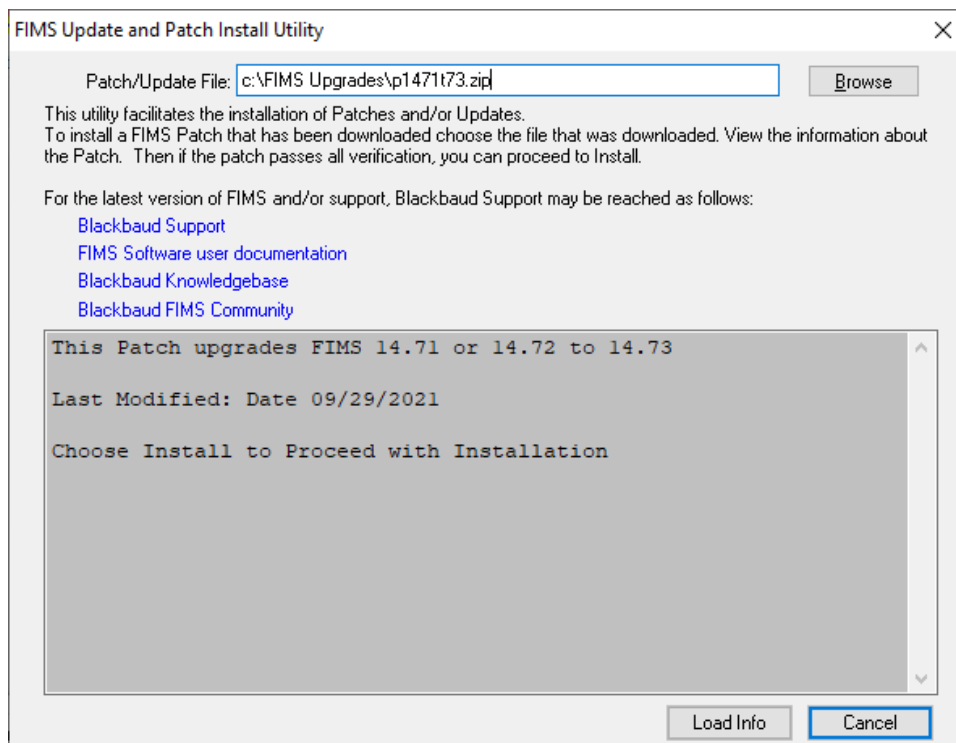 FIMS Update and Patch Install Utility
Patch/Update File: c:\FIMS Upgrades\p1471t73.zip Browse
This utility facilitates the installation of Patches and/or Updates.
To install a FIMS Patch that has been downloaded choose the file that was downloaded. View the information about
the Patch. Then if the patch passes all verification, you can proceed to Install.
For the latest version of FIMS and/or support, Blackbaud Support may be reached as follows:
Blackbaud Support
FIMS Software user documentation
Blackbaud Knowledgebase
Blackbaud FIMS Community
This Patch upgrades FIMS 14.71 or 14.72 to 14.73
Last Modified: Date 09/29/2021
Choose Install to Proceed with Installation
Load Info Cancel